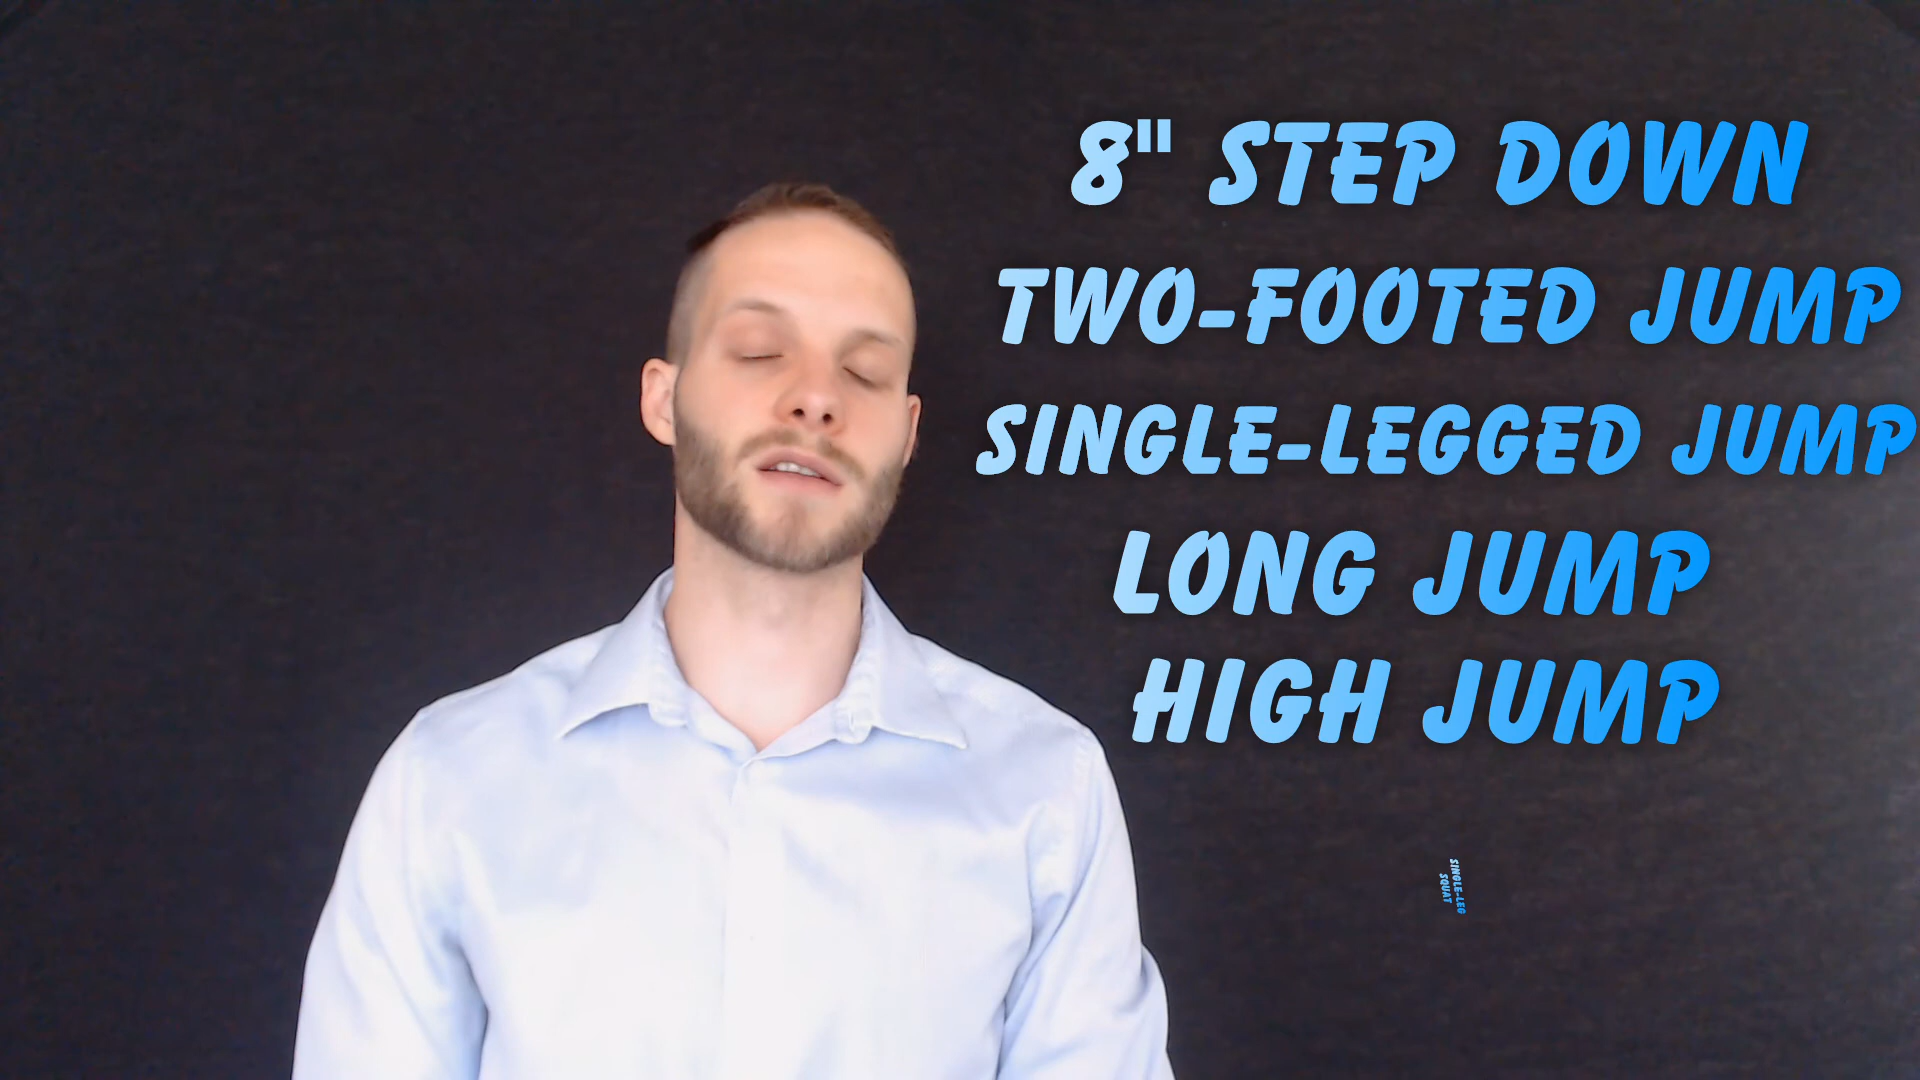 8" STEP DOWN
TWO-FOOTED JUMP
SINGLE-LEGGED JUMP
LONG JUMP
HIGH JUMP
SINGLE-LEG
SQUAT